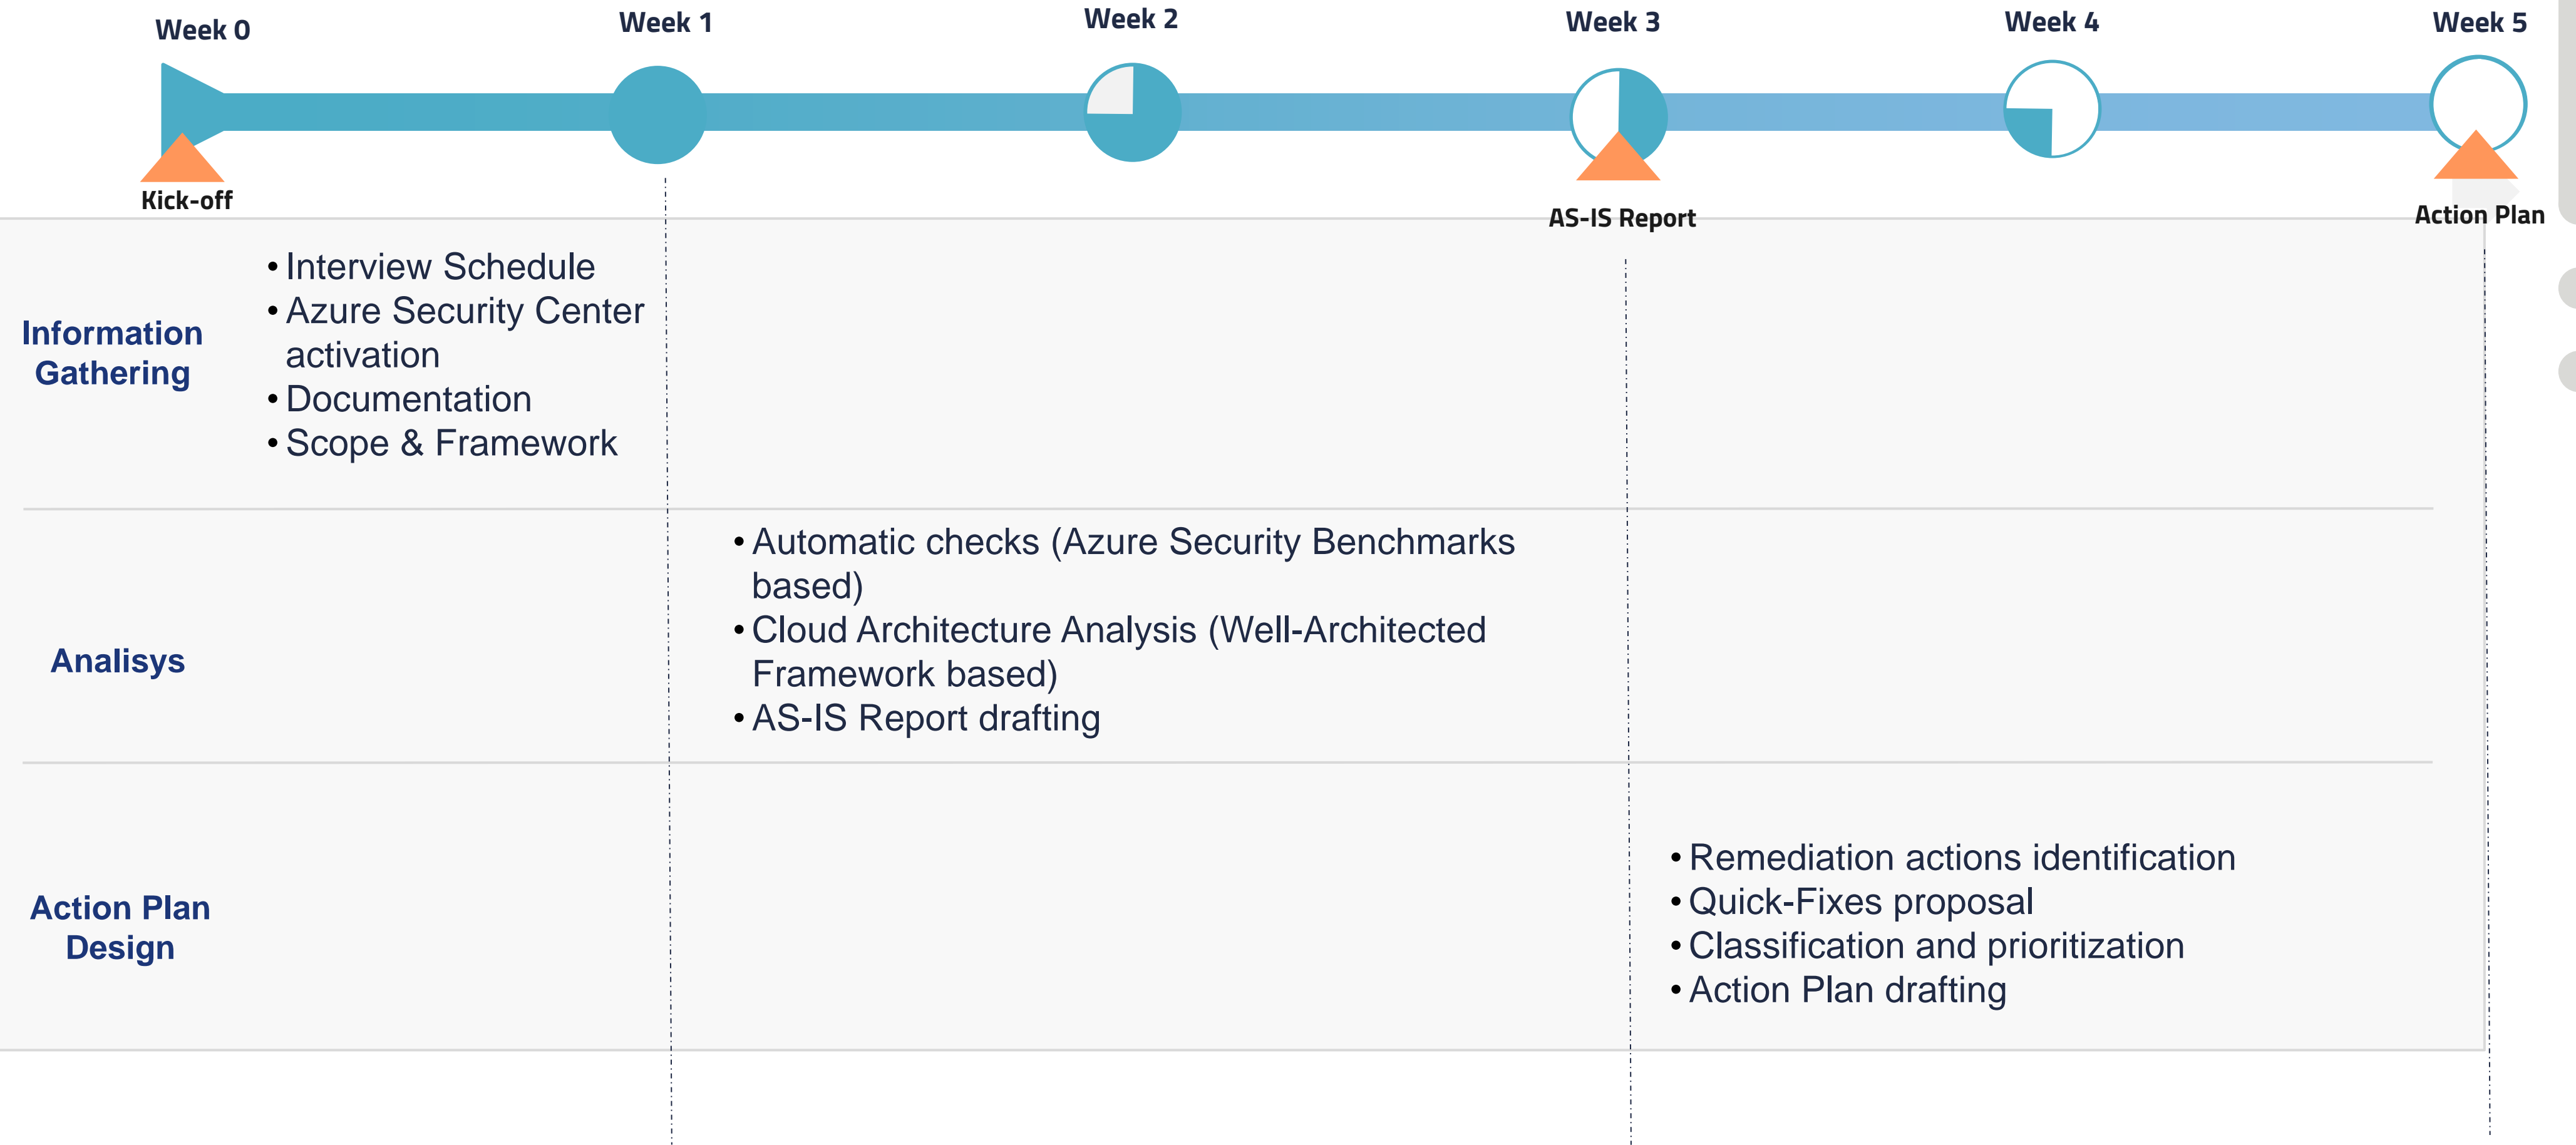 Week 0
Week 1
Week 2
Week 3
Week 4
Week 5
Kick-off
AS-IS Report
Action Plan
Information
Gathering
• Interview Schedule
• Azure Security Center
activation
• Documentation
• Scope & Framework
Analisys
• Automatic checks (Azure Security Benchmarks
based)
• Cloud Architecture Analysis (Well-Architected
Framework based)
• AS-IS Report drafting
Action Plan
Design
• Remediation actions identification
• Quick-Fixes proposal
• Classification and prioritization
• Action Plan drafting